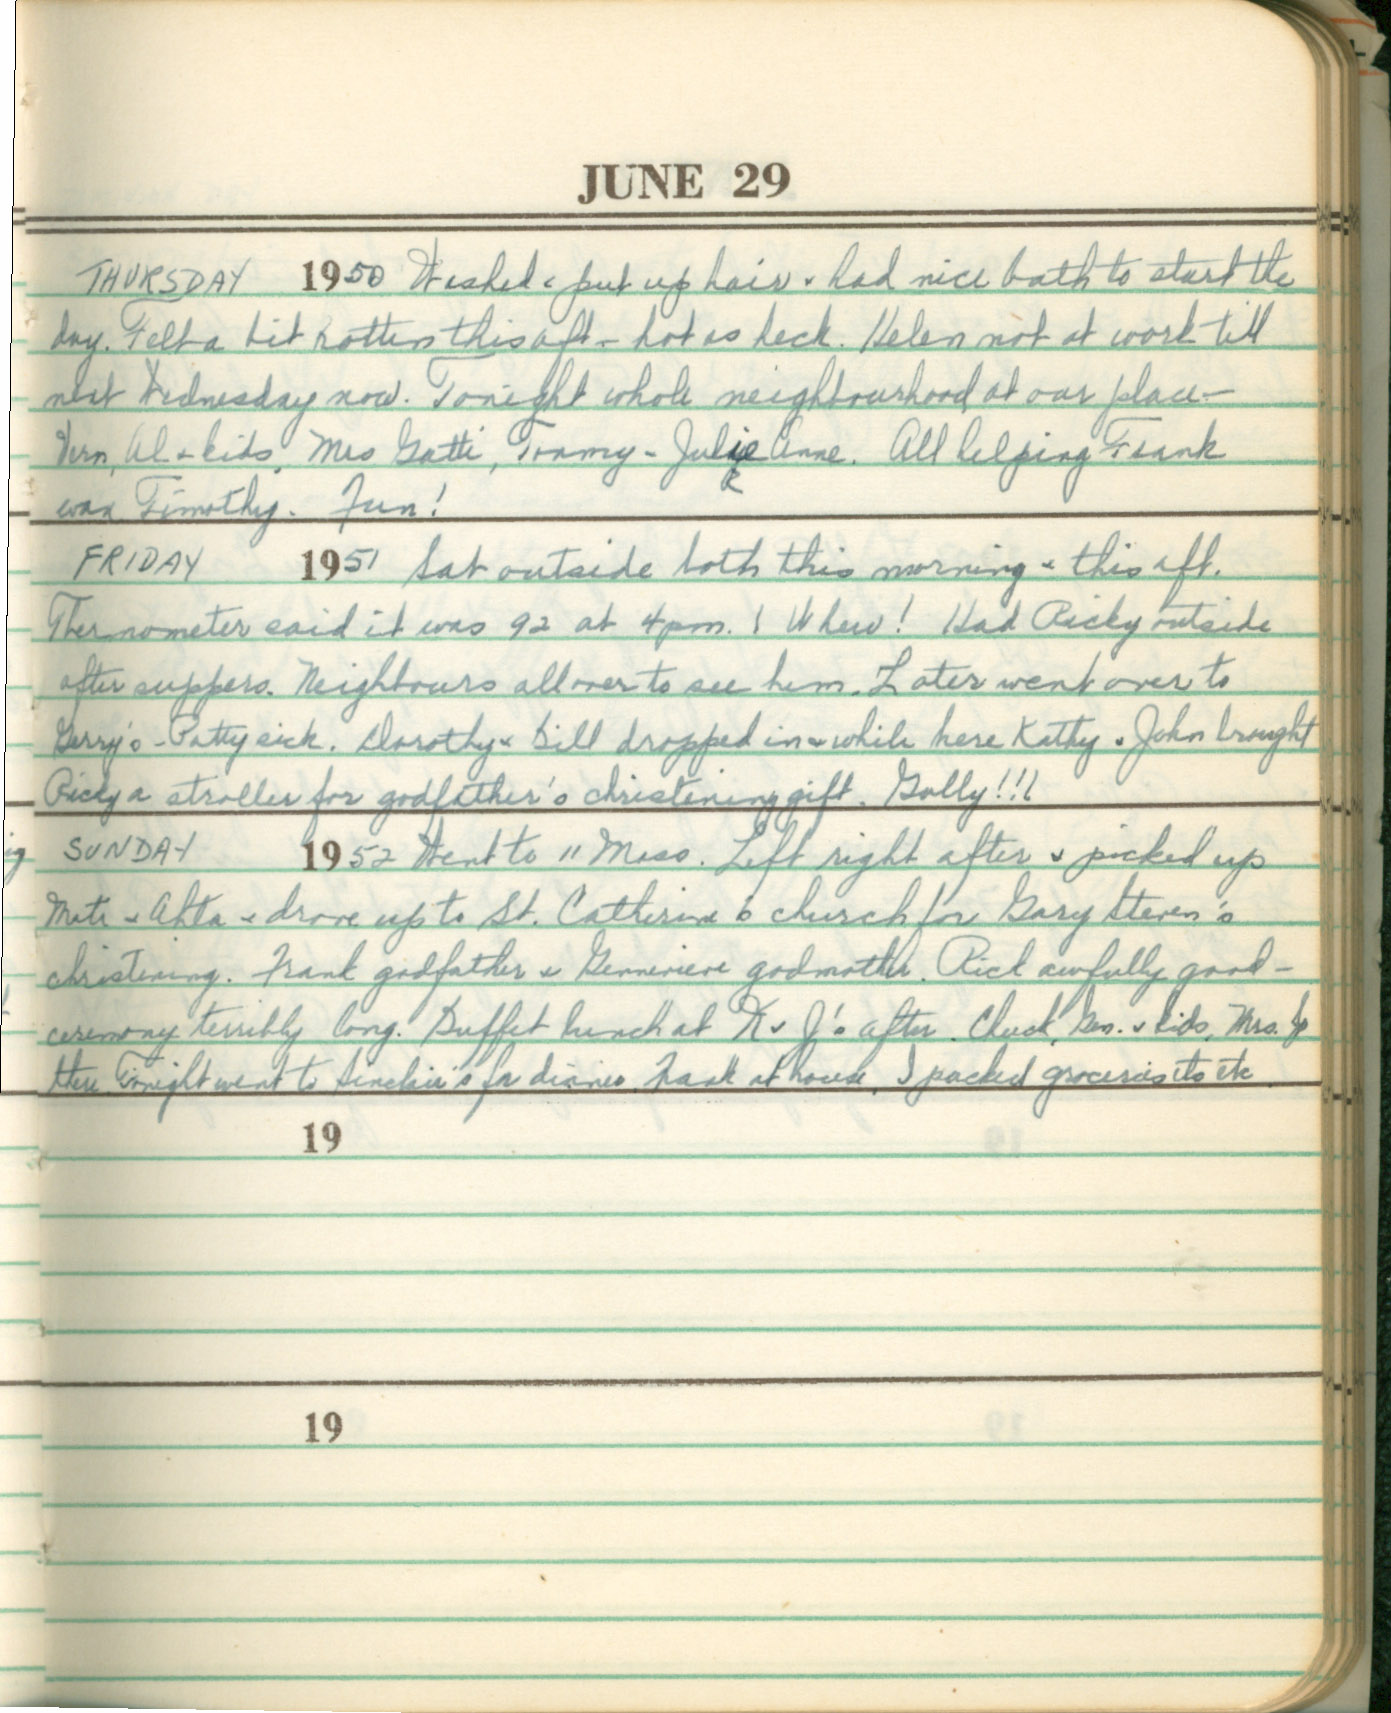 JUNE 29
THURSDAY 1950 Washed & put up hair & had nice bath to start the
day. Felt a bit rotten this aft - hot as heck. Helen not at work till
next Wednesday now. Tonight whole neighbourhood at our place -
Vern, Al & kids, Mrs Gatti, Tommy - Julie Anne. All helping Frank
wax Timothy. Fun!
FRIDAY 1951 Sat outside both this morning & this aft.
Thermometer said it was 92 at 4 pm. ! Whew! Had Ricky outside
after suppers. Neighbours all over to see him. Later went over to
Gerry's - Patty sick. Dorothy & Bill dropped in & while here Kathy & John brought
Ricky a stroller for godfather's christening gift. Golly!!!
SUNDAY 1952 Went to 11 Mass. Left right after & picked up
& drove up to St. Catherine's church for Gary Steven's
christening. Frank godfather & Gennevieve godmother. Rick awfully good -
ceremony terribly long. Buffet lunch at K & J's after. Chuck, Gen. & kids, Mrs.
there. Tonight went to Sinclair's for dinner. Frank at house. I packed groceries etc
19
19